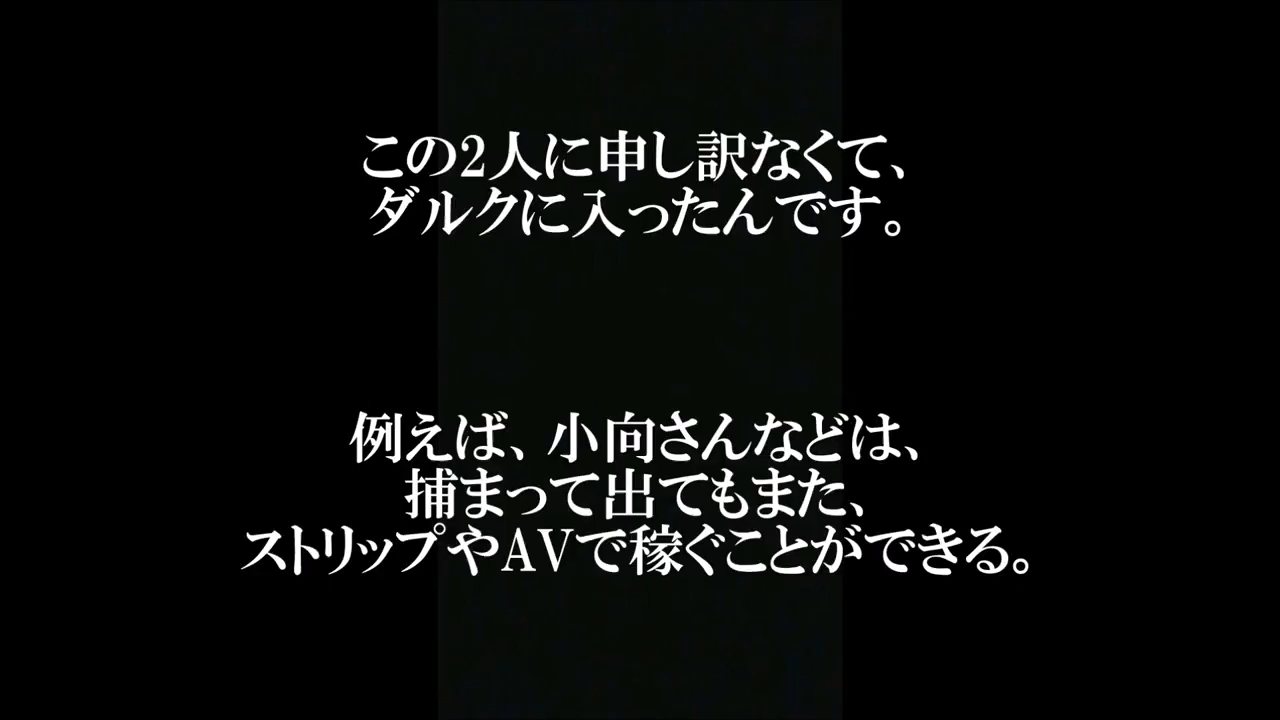 この2人に申し訳なくて、
ダルクに入ったんです。
例えば、小向さんなどは、
捕まって出てもまた、
ストリップやAVで稼ぐことができる。